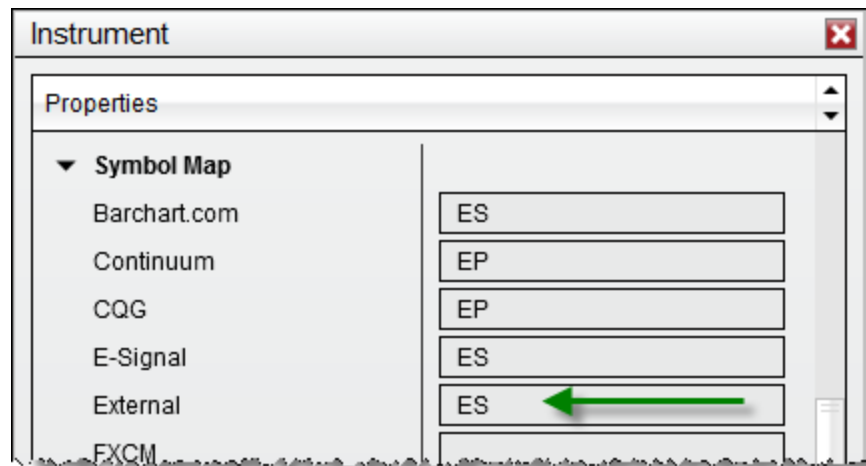 Instrument
Properties
Symbol Map
Barchart.com ES
Continuum EP
CQG EP
E-Signal ES
External ES
FXCM